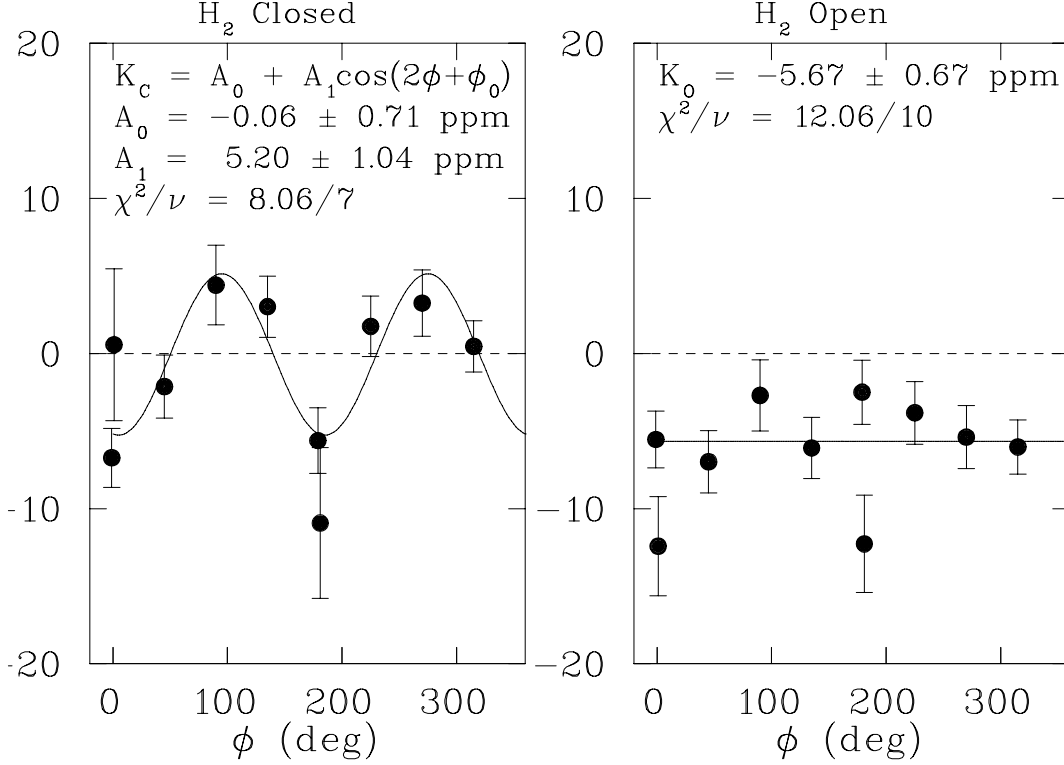 H₂ Closed
K_C = A₀ + A₁cos(2ϕ+ϕ₀)
A₀ = −0.06 ± 0.71 ppm
A₁ = 5.20 ± 1.04 ppm
χ²/ν = 8.06/7
20
10
0
-10
-20
0 100 200 300
ϕ (deg)
H₂ Open
K₀ = −5.67 ± 0.67 ppm
χ²/ν = 12.06/10
20
10
0
−10
−20
0 100 200 300
ϕ (deg)